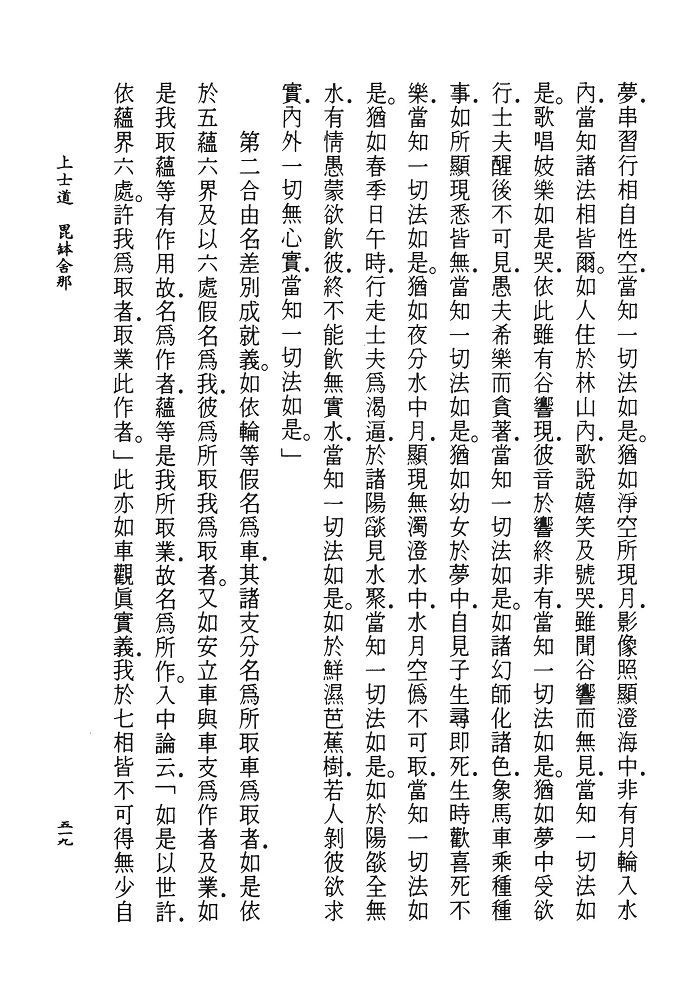 夢．串習行相自性空．當知一切法如是。猶如淨空所現月．影像照顯澄海中．非有月輪入水
內．當知諸法相皆爾。如人住於林山內．歌說嬉笑及號哭．雖聞谷響而無見．當知一切法如
是。歌唱妓樂如是哭．依此雖有谷響現．彼音於響終非有．當知一切法如是。猶如夢中受欲
行．士夫醒後不可見．愚夫希樂而貪著．當知一切法如是。如諸幻師化諸色．象馬車乘種種
事．如所顯現悉皆無．當知一切法如是。猶如幼女於夢中．自見子生尋即死．生時歡喜死不
樂．當知一切法如是。猶如夜分水中月．顯現無濁澄水中．水月空僞不可取．當知一切法如
是。猶如春季日午時．行走士夫爲渴逼．於諸陽燄見水聚．當知一切法如是。如於陽燄全無
水．有情愚蒙欲飲彼．終不能飲無實水．當知一切法如是。如於鮮濕芭蕉樹．若人剝彼欲求
實．內外一切無心實．當知一切法如是。」
第二合由名差別成就義。如依輪等假名爲車．其諸支分名爲所取車爲取者．如是依
於五蘊六界及以六處假名爲我．彼爲所取我爲取者。又如安立車與車支爲作者及業．如
是我取蘊等有作用故．名爲作者．蘊等是我所取業．故名爲所作。入中論云．「如是以世許．
依蘊界六處。許我爲取者．取業此作者。」此亦如車觀眞實義．我於七相皆不可得無少自
上士道　毘缽舍那
五一九